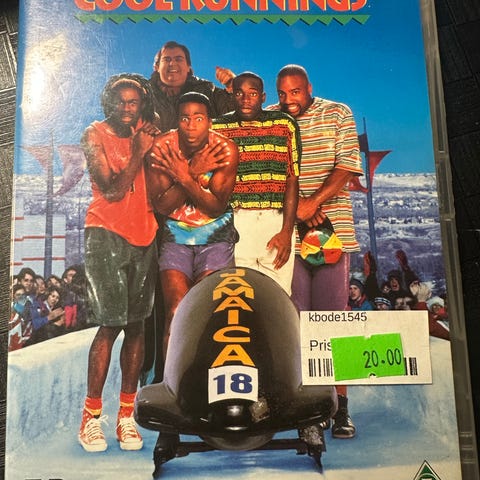 COOL RUNNINGS
JAMAICA
18
kbode1545
Pris
20.00